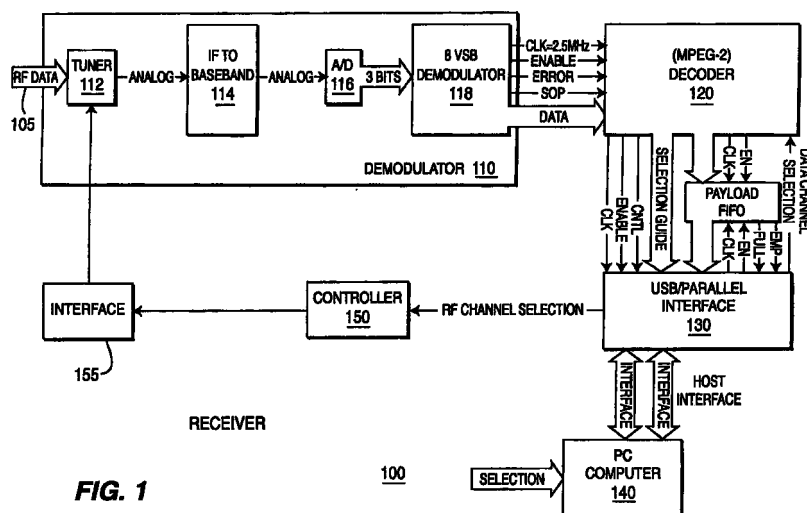 RF DATA
105
TUNER
112
ANALOG
IF TO
BASEBAND
114
ANALOG
A/D
116
3 BITS
8 VSB
DEMODULATOR
118
DEMODULATOR 110
CLK=2.5MHz
ENABLE
ERROR
SOP
DATA
(MPEG-2)
DECODER
120
CLK
ENABLE
CNTL
SELECTION GUIDE
CLK
EN
DATA CHANNEL
SELECTION
PAYLOAD
FIFO
CLK
EN
FULL
EMP
USB/PARALLEL
INTERFACE
130
RF CHANNEL SELECTION
CONTROLLER
150
INTERFACE
155
INTERFACE
INTERFACE
HOST
INTERFACE
RECEIVER
100
SELECTION
PC
COMPUTER
140
FIG. 1